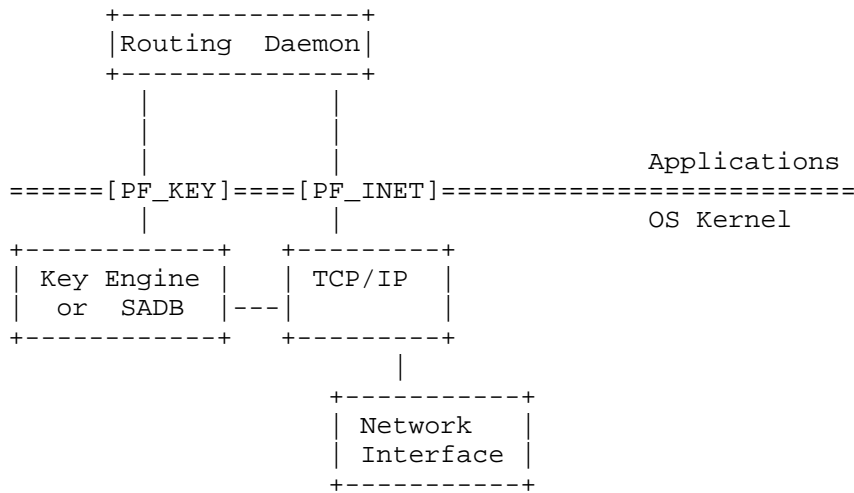 Routing Daemon
Applications
[PF_KEY]====[PF_INET]
OS Kernel
Key Engine
or SADB
TCP/IP
Network
Interface